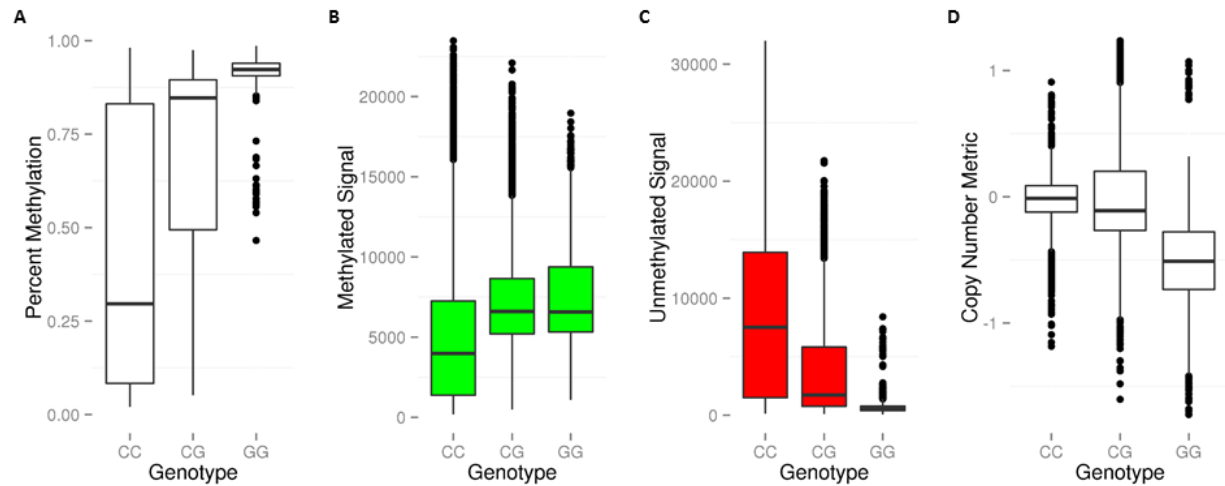 A
Percent Methylation
1.00
0.75
0.50
0.25
0.00
CC CG GG
Genotype
B
Methylated Signal
20000
15000
10000
5000
0
CC CG GG
Genotype
C
Unmethylated Signal
30000
20000
10000
0
CC CG GG
Genotype
D
Copy Number Metric
1
0
-1
CC CG GG
Genotype